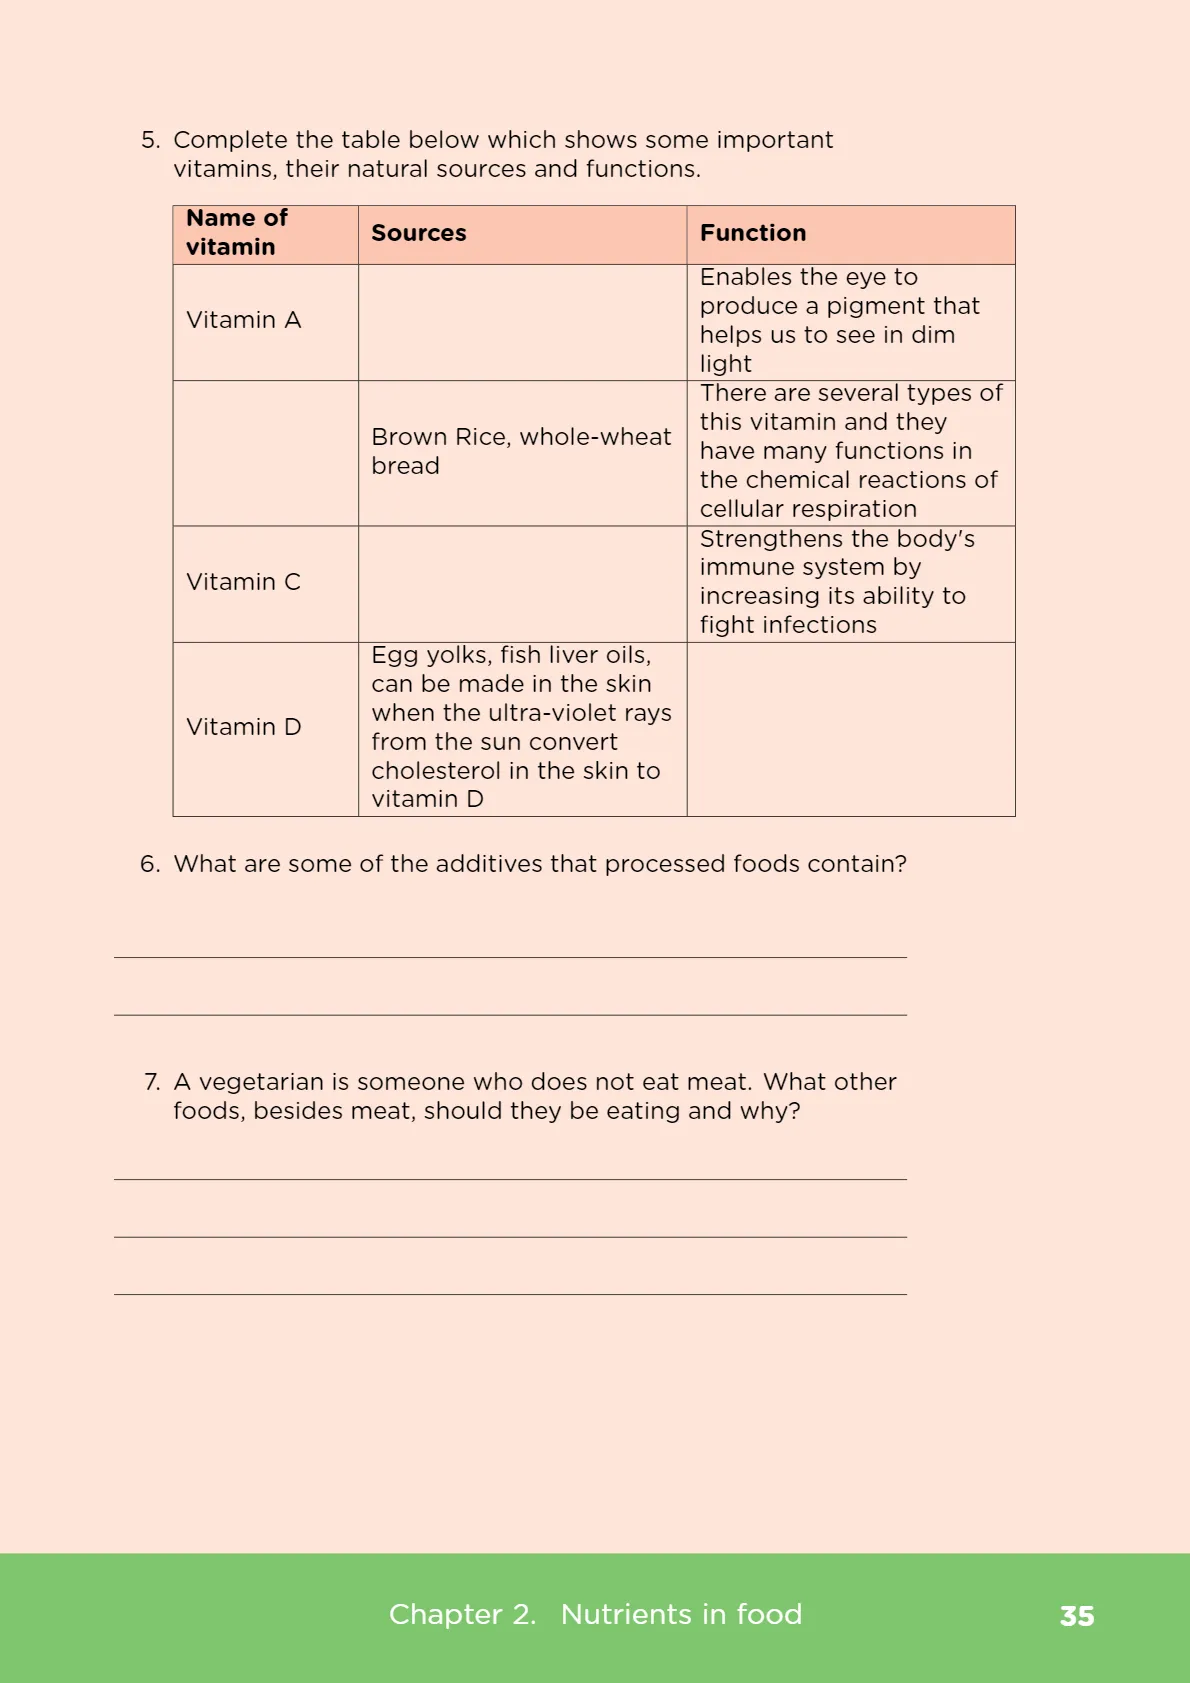 5. Complete the table below which shows some important
vitamins, their natural sources and functions.
Name of
vitamin
Sources
Function
Vitamin A
Enables the eye to
produce a pigment that
helps us to see in dim
light
Brown Rice, whole-wheat
bread
There are several types of
this vitamin and they
have many functions in
the chemical reactions of
cellular respiration
Vitamin C
Strengthens the body's
immune system by
increasing its ability to
fight infections
Vitamin D
Egg yolks, fish liver oils,
can be made in the skin
when the ultra-violet rays
from the sun convert
cholesterol in the skin to
vitamin D
6. What are some of the additives that processed foods contain?
7. A vegetarian is someone who does not eat meat. What other
foods, besides meat, should they be eating and why?
Chapter 2. Nutrients in food
35